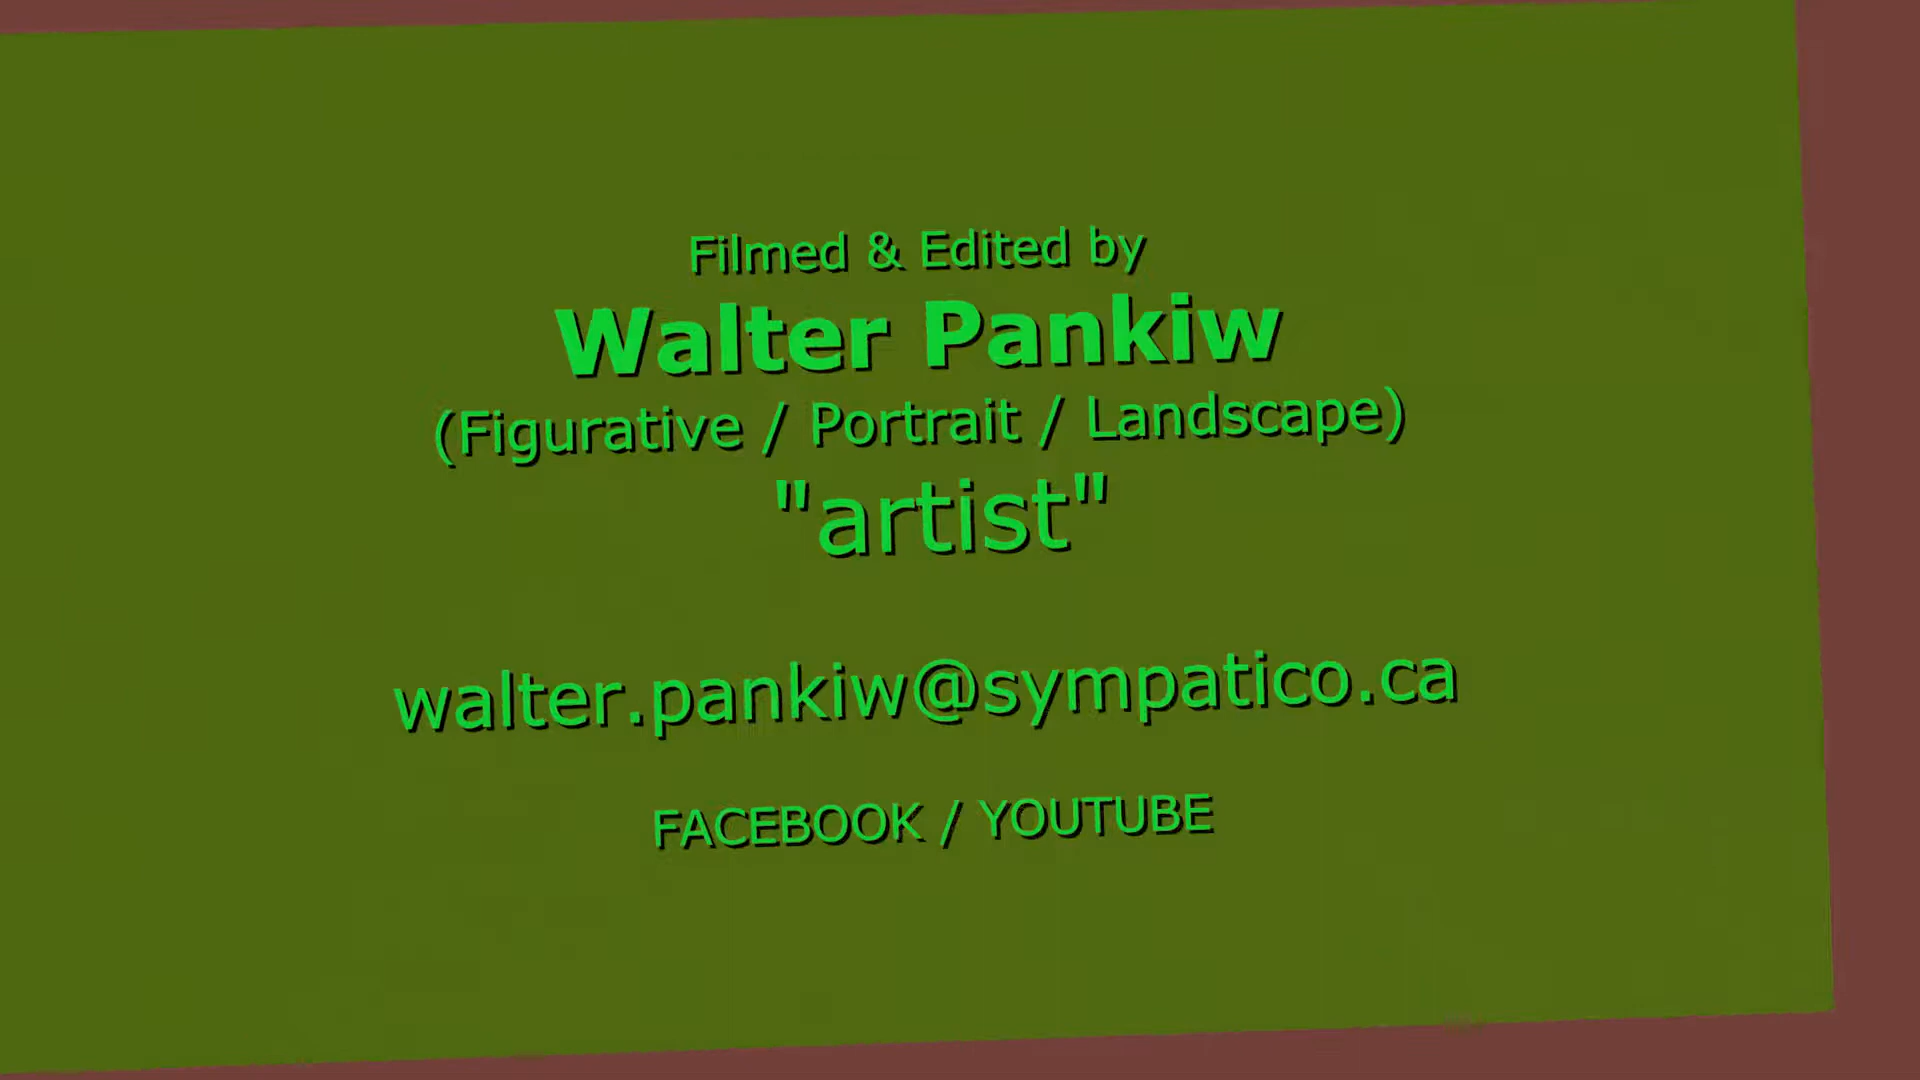 Filmed & Edited by
Walter Pankiw
(Figurative / Portrait / Landscape)
"artist"
walter.pankiw@sympatico.ca
FACEBOOK / YOUTUBE